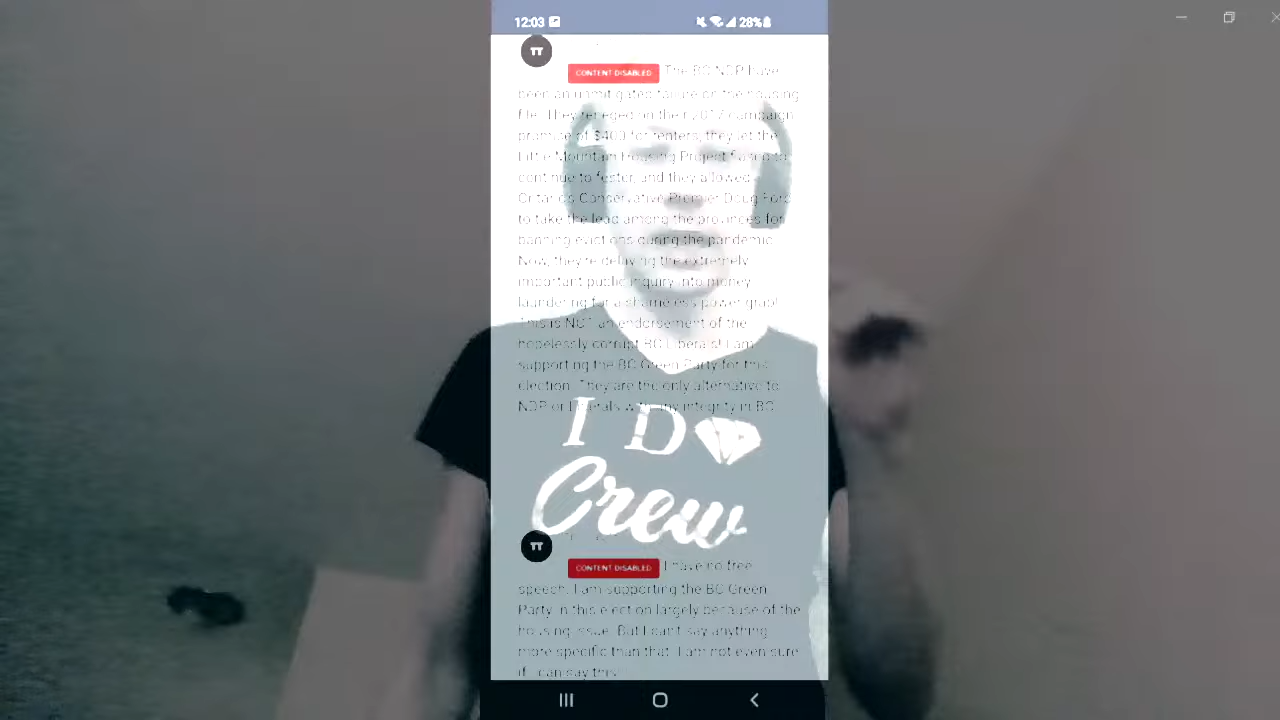 12:03 28%
TT
CONTENT DISABLED The BC NDP have
been an unmitigated failure on the housing
file. They reneged on their 2017 campaign
promise of $400 for renters, they let the
Little Mountain Housing Project fiasco to
continue to fester, and they allowed
Ontario's Conservative Premier Doug Ford
to take the lead among the provinces for
banning evictions during the pandemic.
Now, they're delaying the extremely
important public inquiry into money
laundering for a shameless power grab!
This is NOT an endorsement of the
hopelessly corrupt BC Liberals! I am
supporting the BC Green Party for this
election. They are the only alternative to
NDP or Liberals with any integrity in BC.
I DO
Crew
TT
CONTENT DISABLED I have no free
speech. I am supporting the BC Green
Party in this election largely because of the
housing issue. But I can't say anything
more specific than that. I am not even sure
if I can say this!